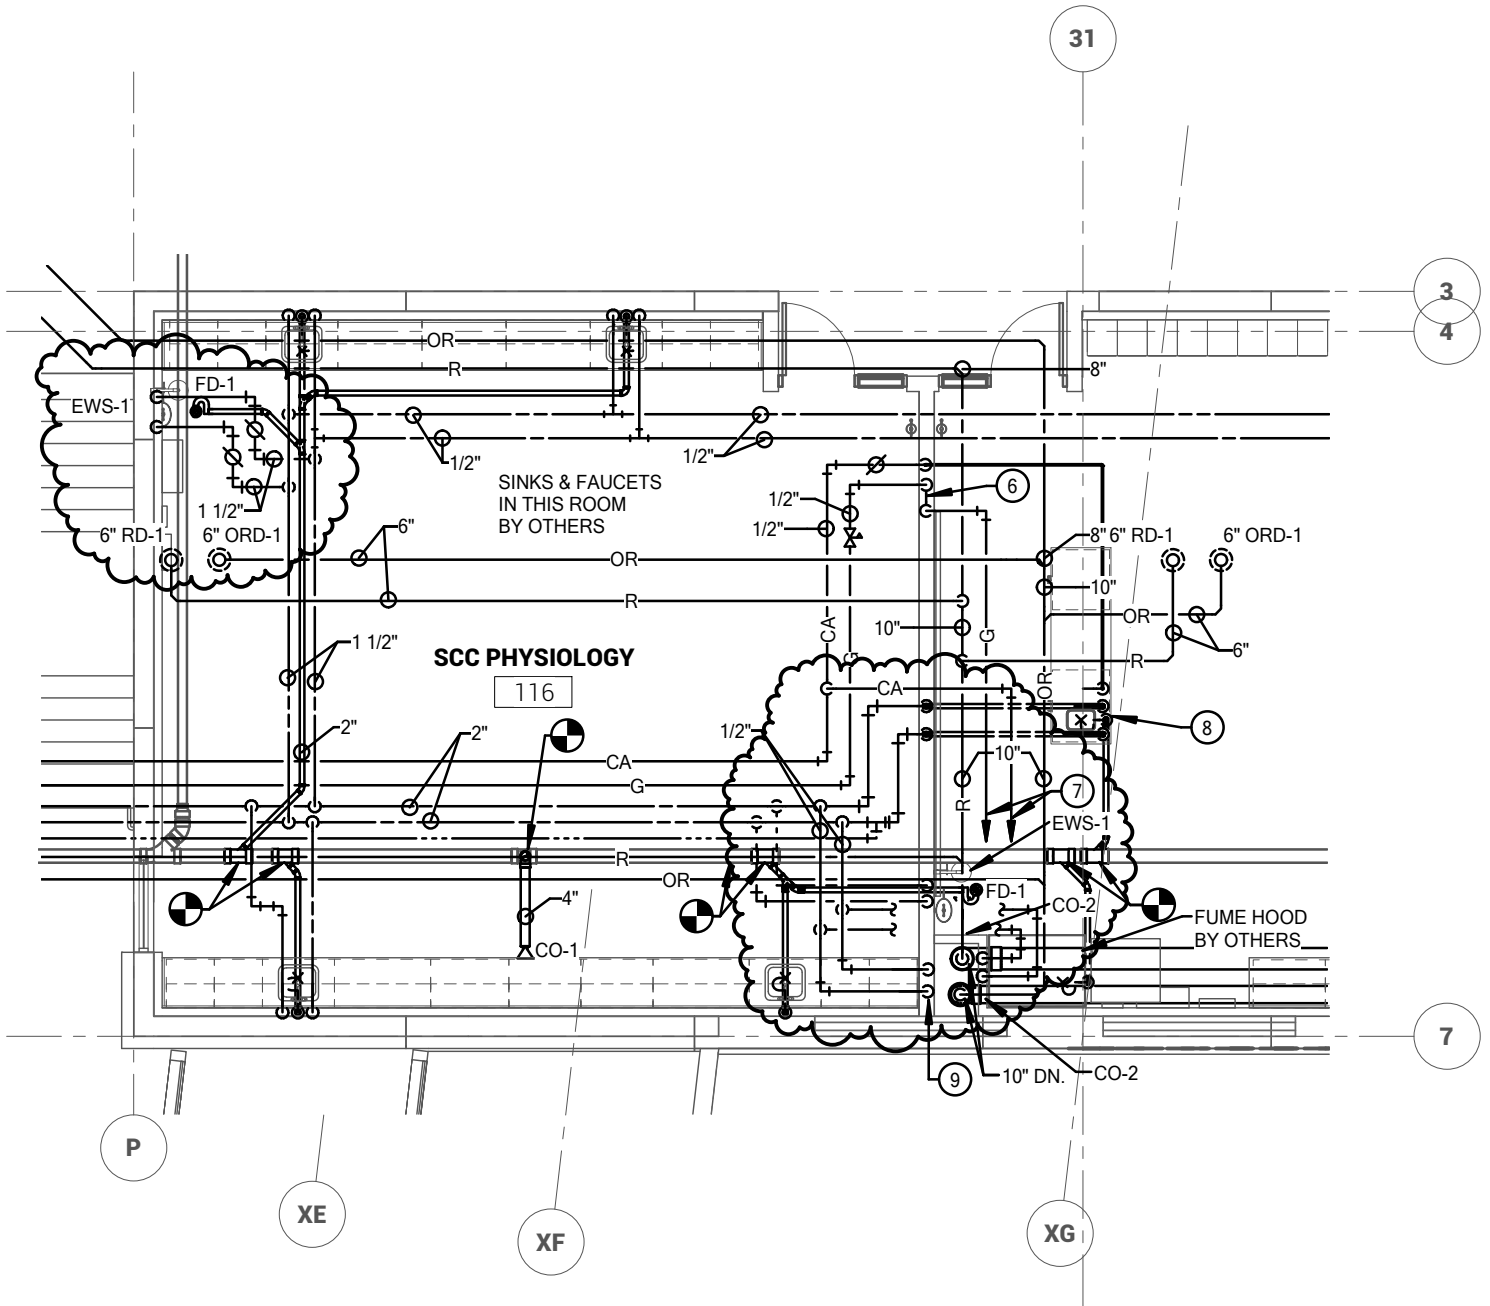 31
3
4
OR
R
8"
FD-1
EWS-1
1/2"
1/2"
SINKS & FAUCETS
IN THIS ROOM
BY OTHERS
6
1/2"
1/2"
1 1/2"
6" RD-1
6" ORD-1
6"
OR
8"
6" RD-1
6" ORD-1
10"
R
OR
CA
10"
G
1 1/2"
SCC PHYSIOLOGY
G
R
6"
116
CA
OR
2"
2"
1/2"
8
CA
10"
G
7
R
EWS-1
R
OR
FD-1
4"
CO-2
FUME HOOD
BY OTHERS
CO-1
7
9
10" DN.
CO-2
P
XE
XF
XG